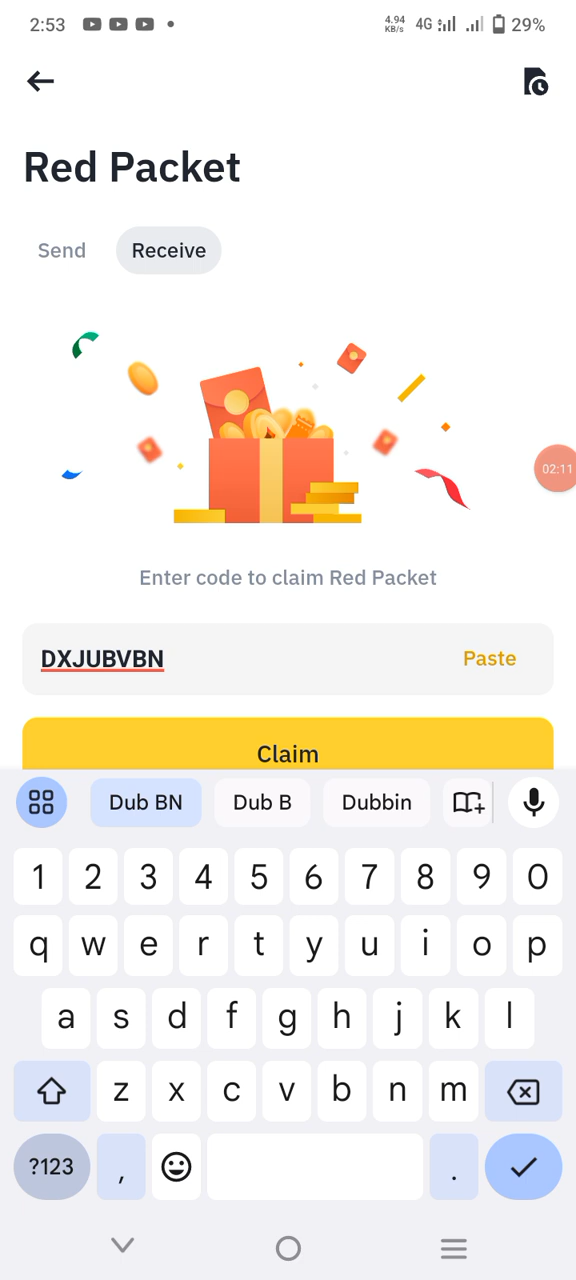 2:53 4.94 KB/s 4G 29%
Red Packet
Send Receive
02:11
Enter code to claim Red Packet
DXJUBVBN Paste
Claim
Dub BN Dub B Dubbin
1 2 3 4 5 6 7 8 9 0
q w e r t y u i o p
a s d f g h j k l
z x c v b n m
?123 , .